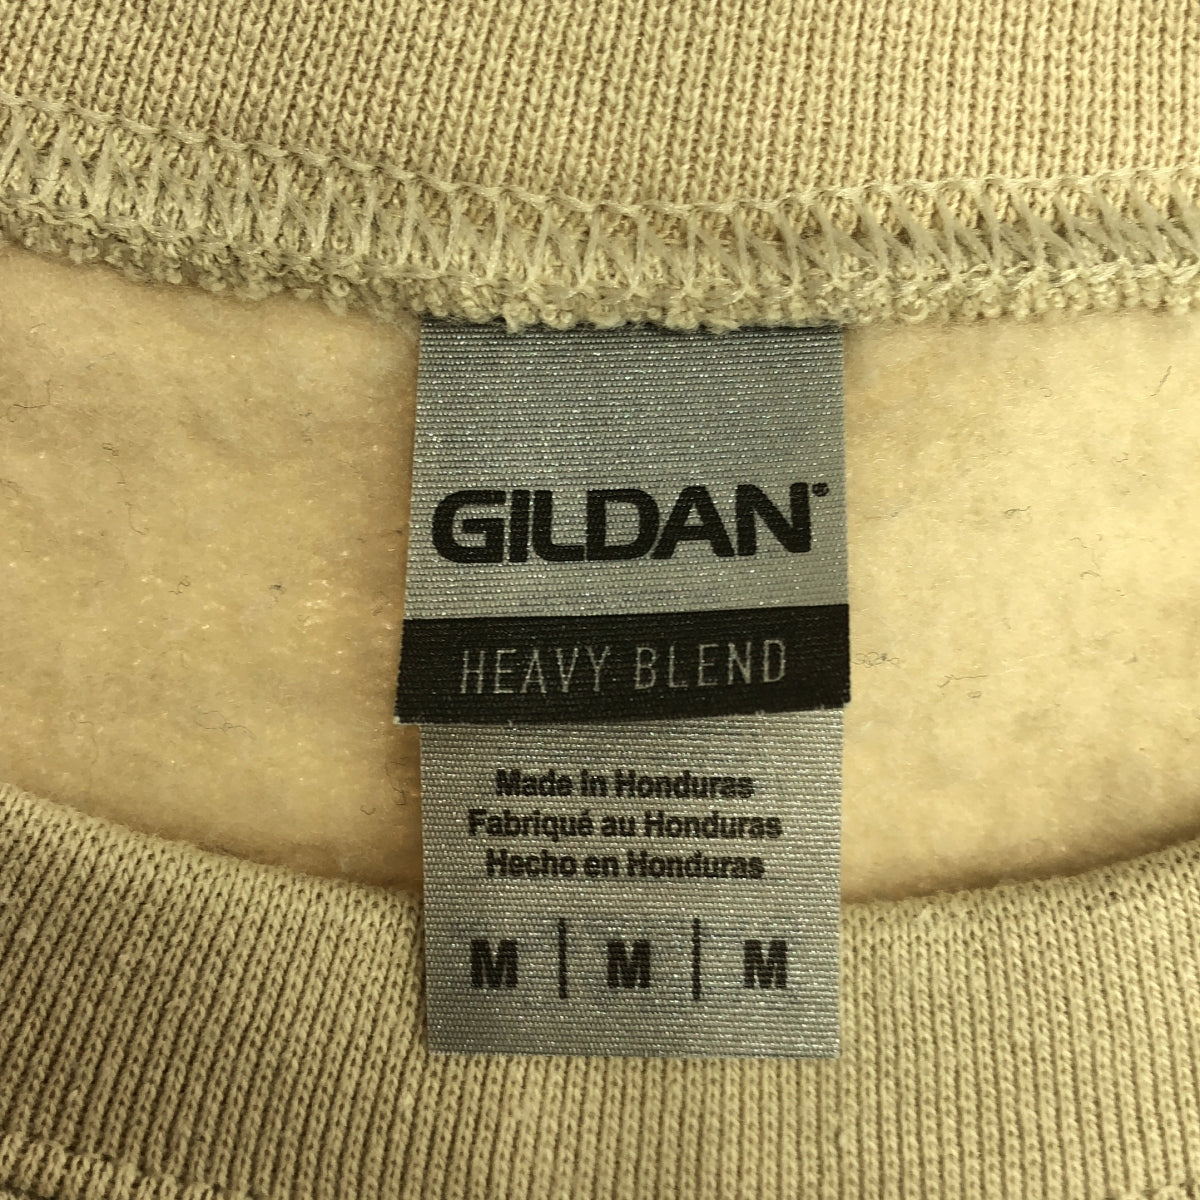 GILDAN®
HEAVY BLEND
Made in Honduras
Fabriqué au Honduras
Hecho en Honduras
M | M | M